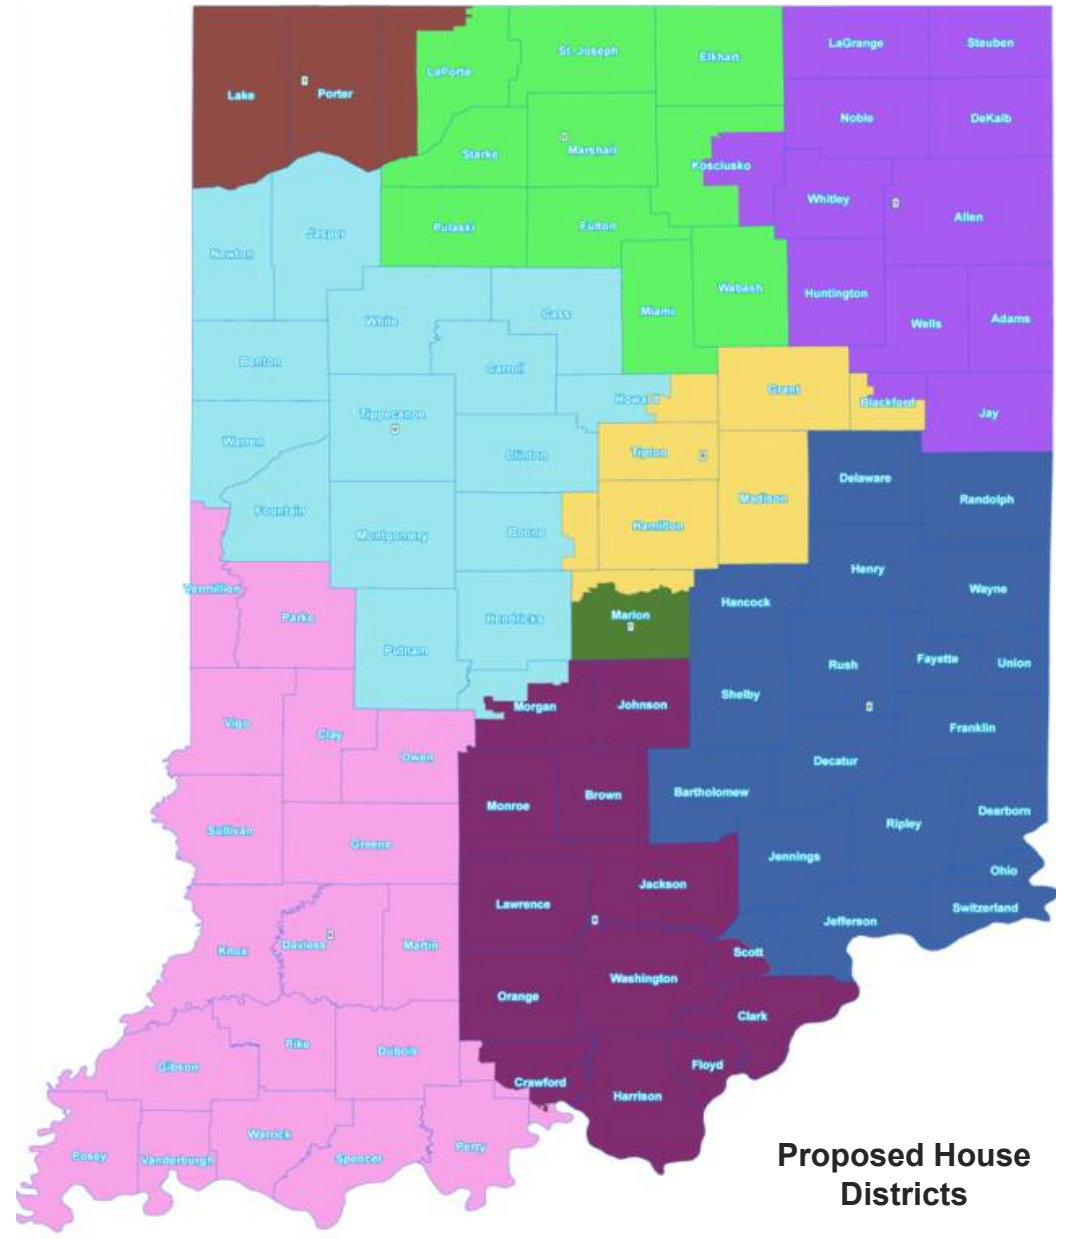 LaGrange
Steuben
St. Joseph
Elkhart
LaPorte
Lake
Porter
Noble
DeKalb
Starke
Marshall
Kosciusko
Whitley
Allen
Pulaski
Fulton
Newton
Jasper
Miami
Wabash
Huntington
Wells
Adams
White
Cass
Benton
Carroll
Grant
Howard
Blackford
Jay
Tippecanoe
Warren
Clinton
Tipton
Delaware
Randolph
Madison
Fountain
Montgomery
Boone
Hamilton
Henry
Wayne
Vermillion
Parke
Hendricks
Marion
Hancock
Putnam
Rush
Fayette
Union
Shelby
Morgan
Johnson
Vigo
Clay
Owen
Franklin
Decatur
Monroe
Brown
Bartholomew
Dearborn
Sullivan
Greene
Ripley
Jennings
Ohio
Lawrence
Jackson
Switzerland
Jefferson
Knox
Daviess
Martin
Scott
Orange
Washington
Clark
Gibson
Pike
Dubois
Floyd
Crawford
Harrison
Posey
Vanderburgh
Warrick
Spencer
Perry
Proposed House
Districts